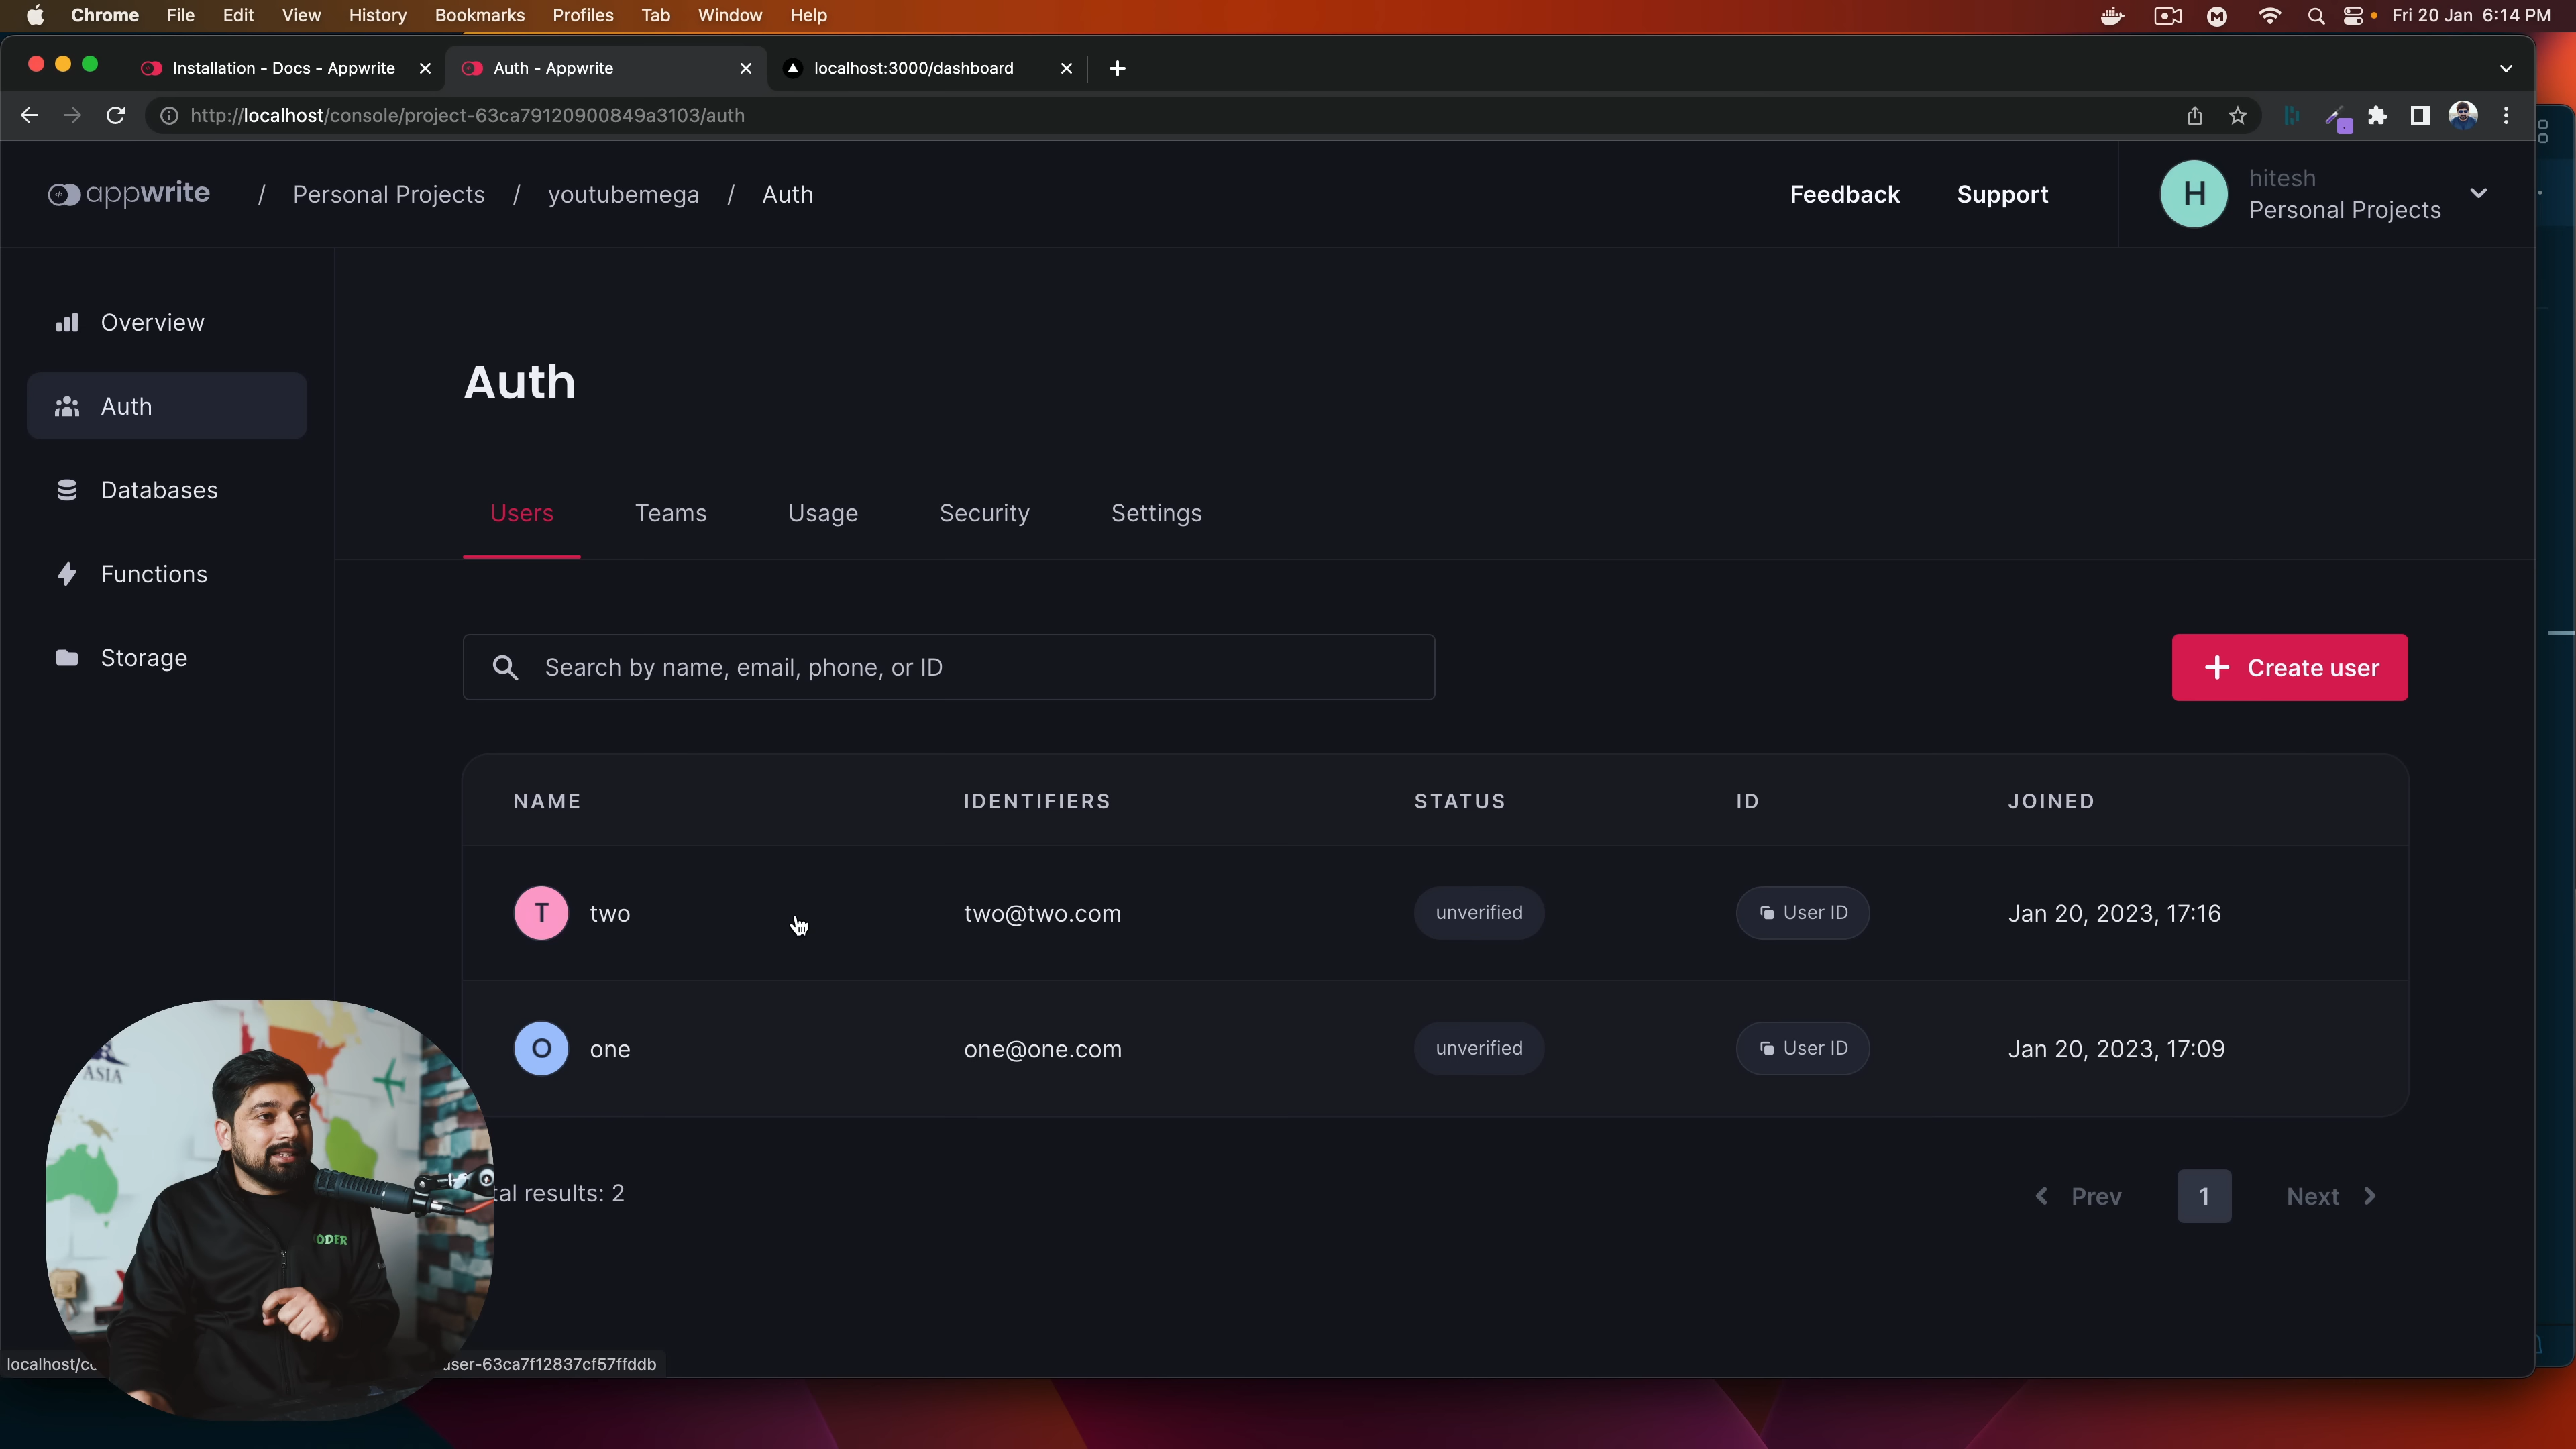 Chrome File Edit View History Bookmarks Profiles Tab Window Help Fri 20 Jan 6:14 PM
Installation - Docs - Appwrite Auth - Appwrite localhost:3000/dashboard
http://localhost/console/project-63ca79120900849a3103/auth
appwrite / Personal Projects / youtubemega / Auth Feedback Support H hitesh
Personal Projects
Overview
Auth
Databases
Functions
Storage
Auth
Users Teams Usage Security Settings
Search by name, email, phone, or ID
Create user
NAME IDENTIFIERS STATUS ID JOINED
T two two@two.com unverified User ID Jan 20, 2023, 17:16
O one one@one.com unverified User ID Jan 20, 2023, 17:09
tal results: 2 Prev 1 Next
ASIA
ODER
localhost/co user-63ca7f12837cf57ffddb